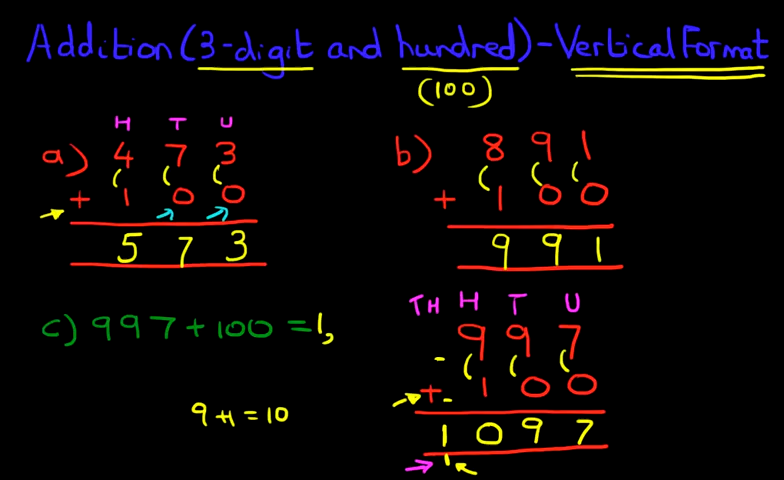 Addition (3-digit and hundred) - Vertical Format
(100)
H T U
a) 4 7 3
+ 1 0 0
5 7 3
b) 8 9 1
+ 1 0 0
9 9 1
c) 997 + 100 = 1,
9 + 1 = 10
TH H T U
- 9 9 7
+ - 1 0 0
1 0 9 7
1